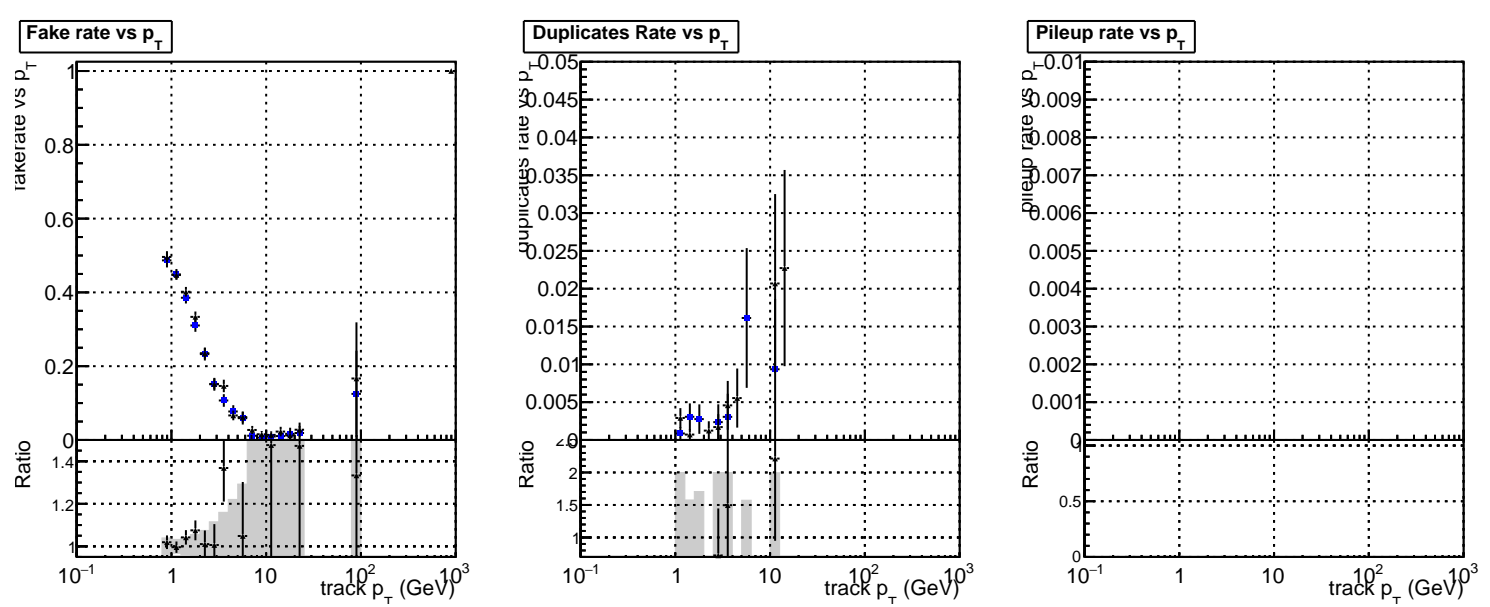 Fake rate vs p_T
fakerate vs p_T
1
0.8
0.6
0.4
0.2
0
Ratio
1.4
1.2
1
10^−1 1 10 10^2 10^3
track p_T (GeV)
Duplicates Rate vs p_T
duplicates rate vs p_T
0.05
0.045
0.04
0.035
0.03
0.025
0.02
0.015
0.01
0.005
0
Ratio
2
1.5
1
10^−1 1 10 10^2 10^3
track p_T (GeV)
Pileup rate vs p_T
pileup rate vs p_T
0.01
0.009
0.008
0.007
0.006
0.005
0.004
0.003
0.002
0.001
0
Ratio
1
0.5
0
10^−1 1 10 10^2 10^3
track p_T (GeV)